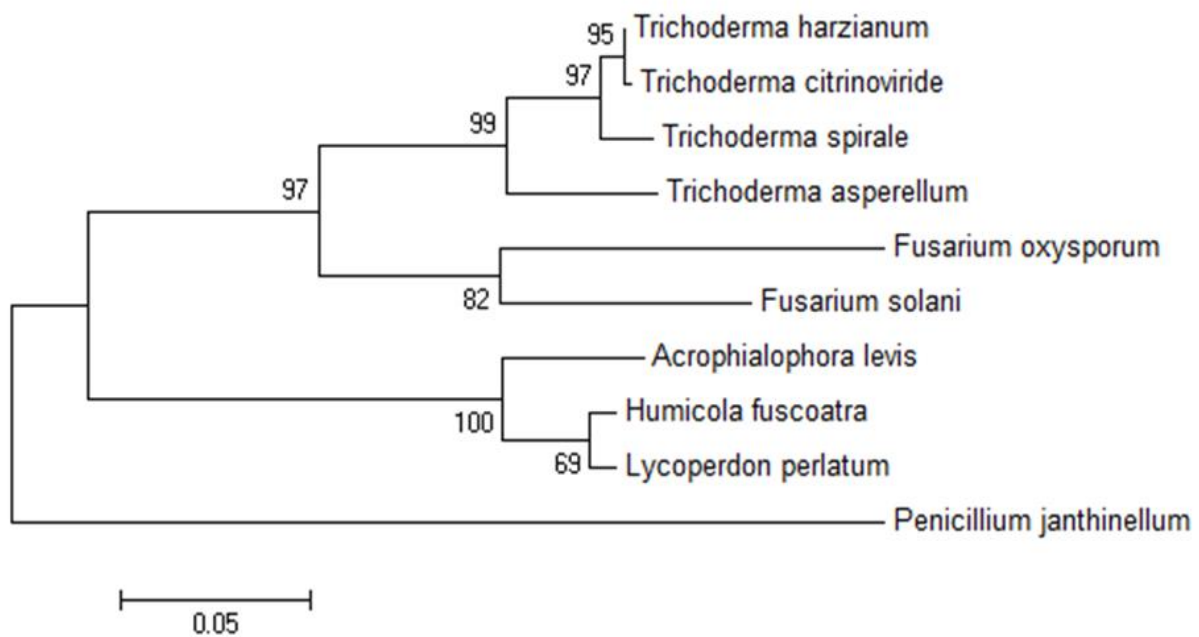 95
Trichoderma harzianum
Trichoderma citrinoviride
97
Trichoderma spirale
99
Trichoderma asperellum
97
Fusarium oxysporum
82
Fusarium solani
Acrophialophora levis
100
Humicola fuscoatra
69
Lycoperdon perlatum
Penicillium janthinellum
0.05